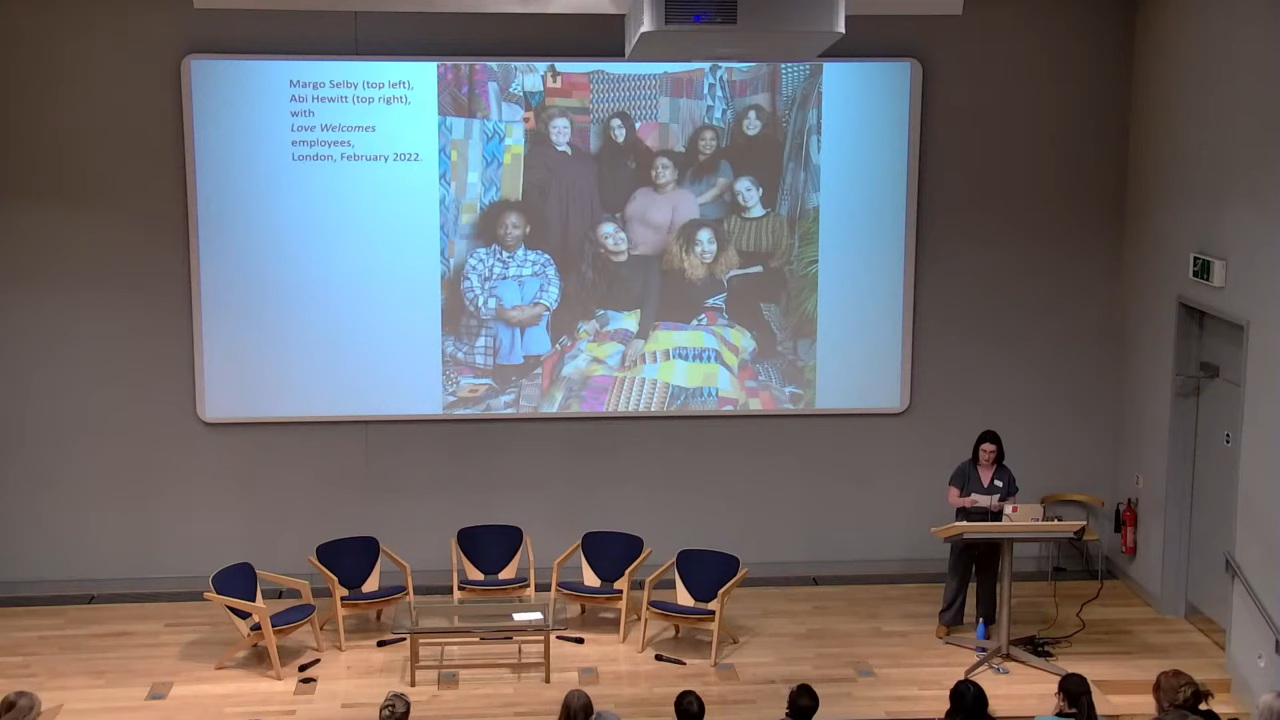 Margo Selby (top left),
Abi Hewitt (top right),
with
Love Welcomes
employees,
London, February 2022.